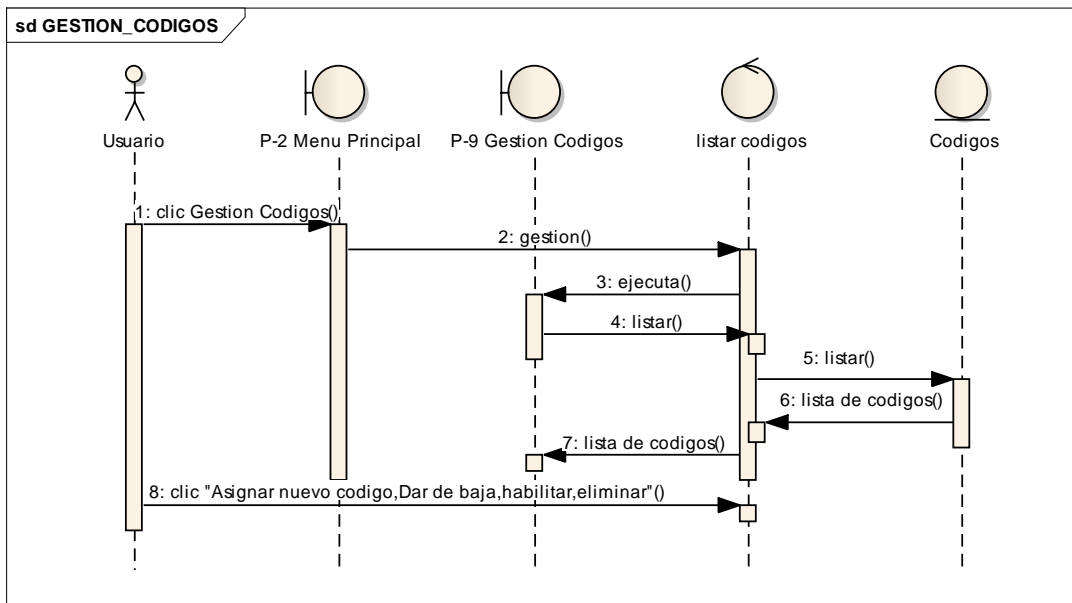 sd GESTION_CODIGOS
Usuario
P-2 Menu Principal
P-9 Gestion Codigos
listar codigos
Codigos
1: clic Gestion Codigos()
2: gestion()
3: ejecuta()
4: listar()
5: listar()
6: lista de codigos()
7: lista de codigos()
8: clic "Asignar nuevo codigo,Dar de baja,habilitar,eliminar"()